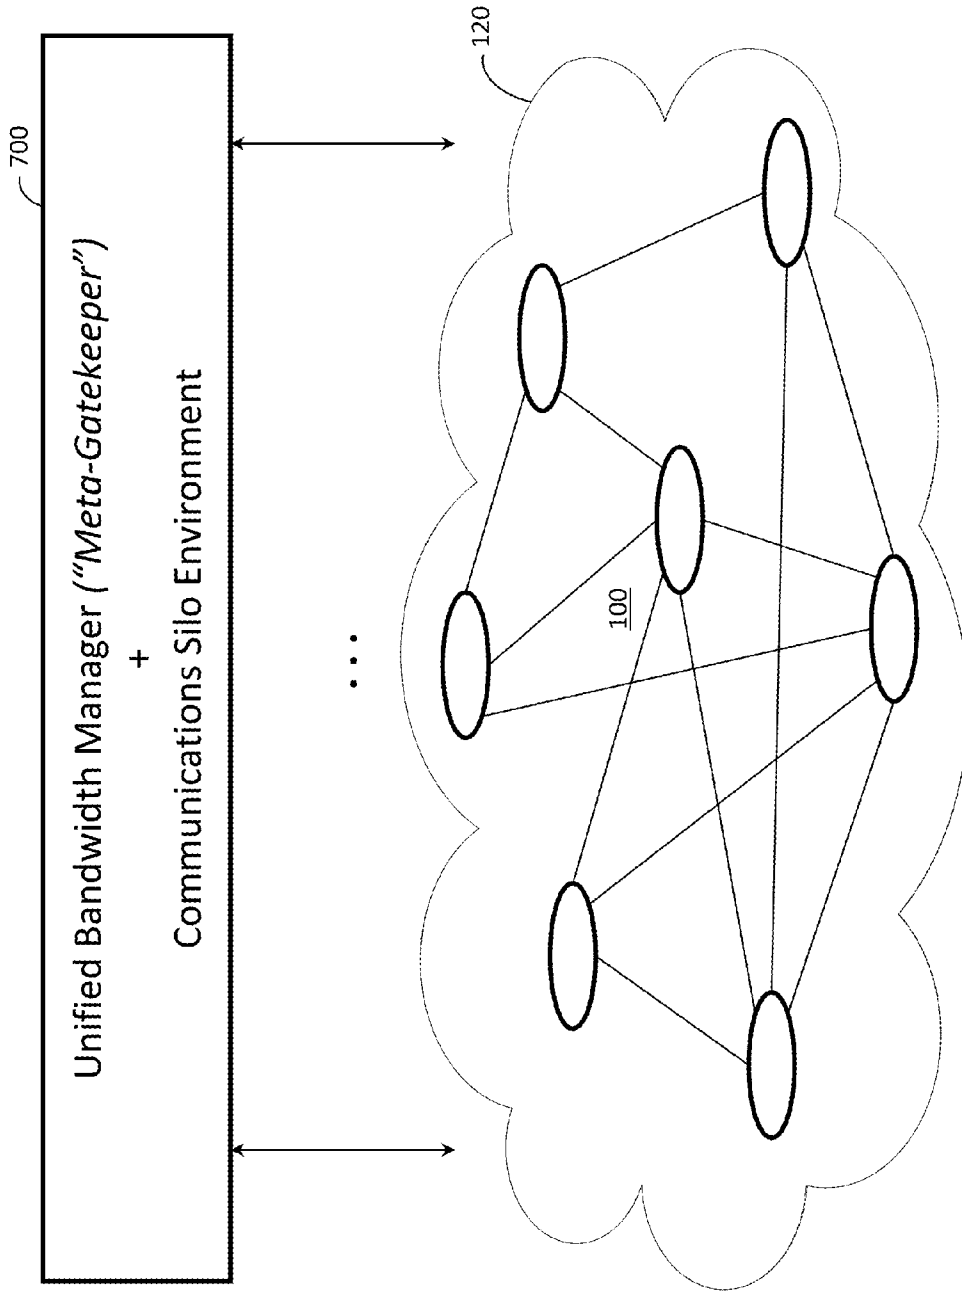 700
Unified Bandwidth Manager (“Meta-Gatekeeper”)
+
Communications Silo Environment
...
120
100